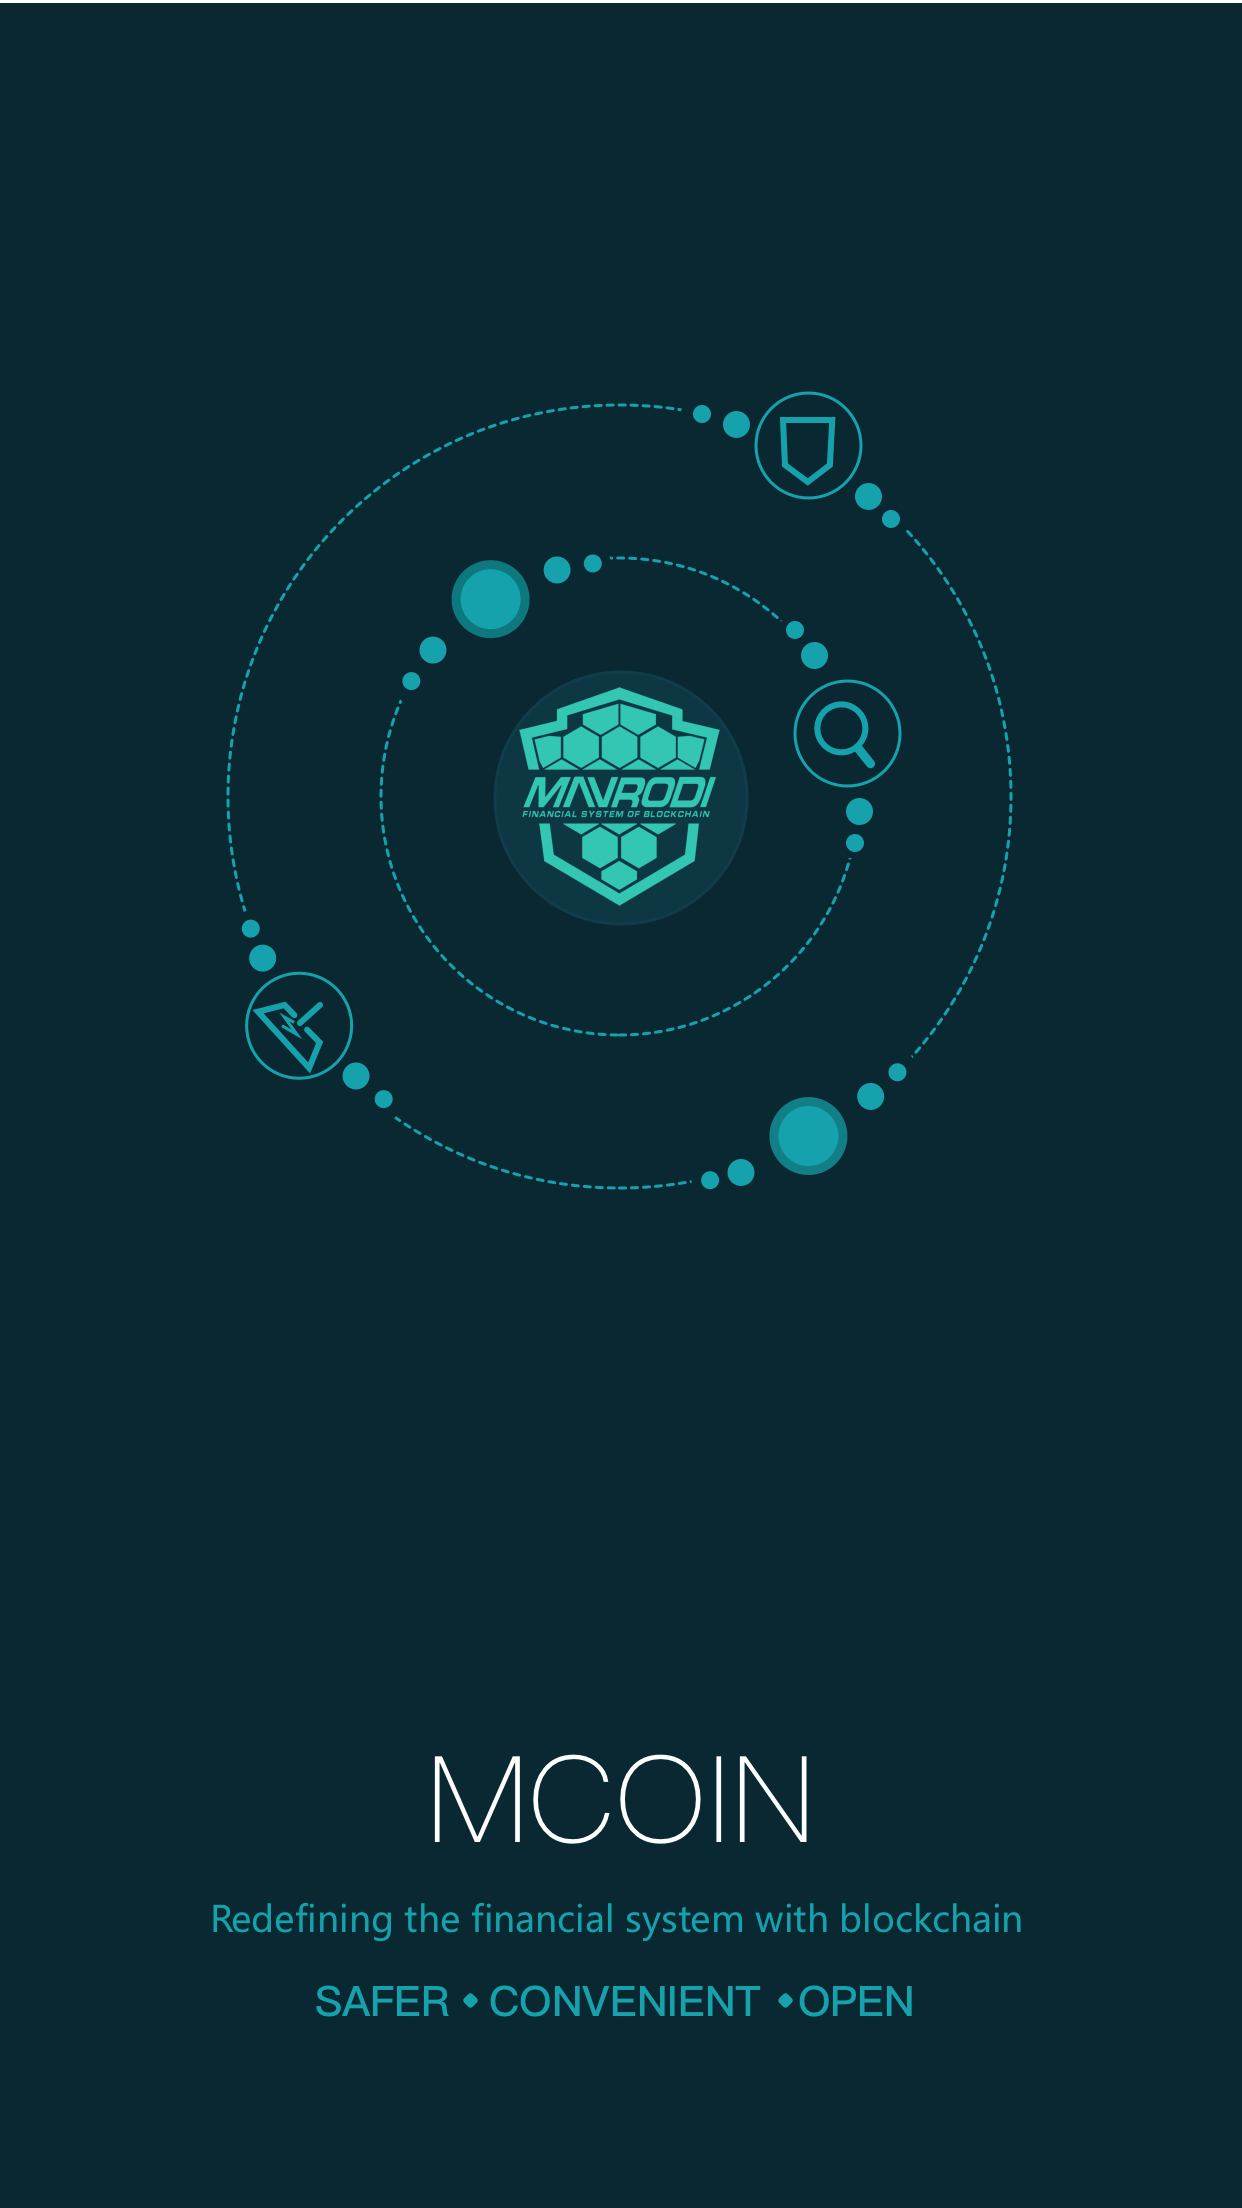 MAVRODI
FINANCIAL SYSTEM OF BLOCKCHAIN
MCOIN
Redefining the financial system with blockchain
SAFER • CONVENIENT • OPEN